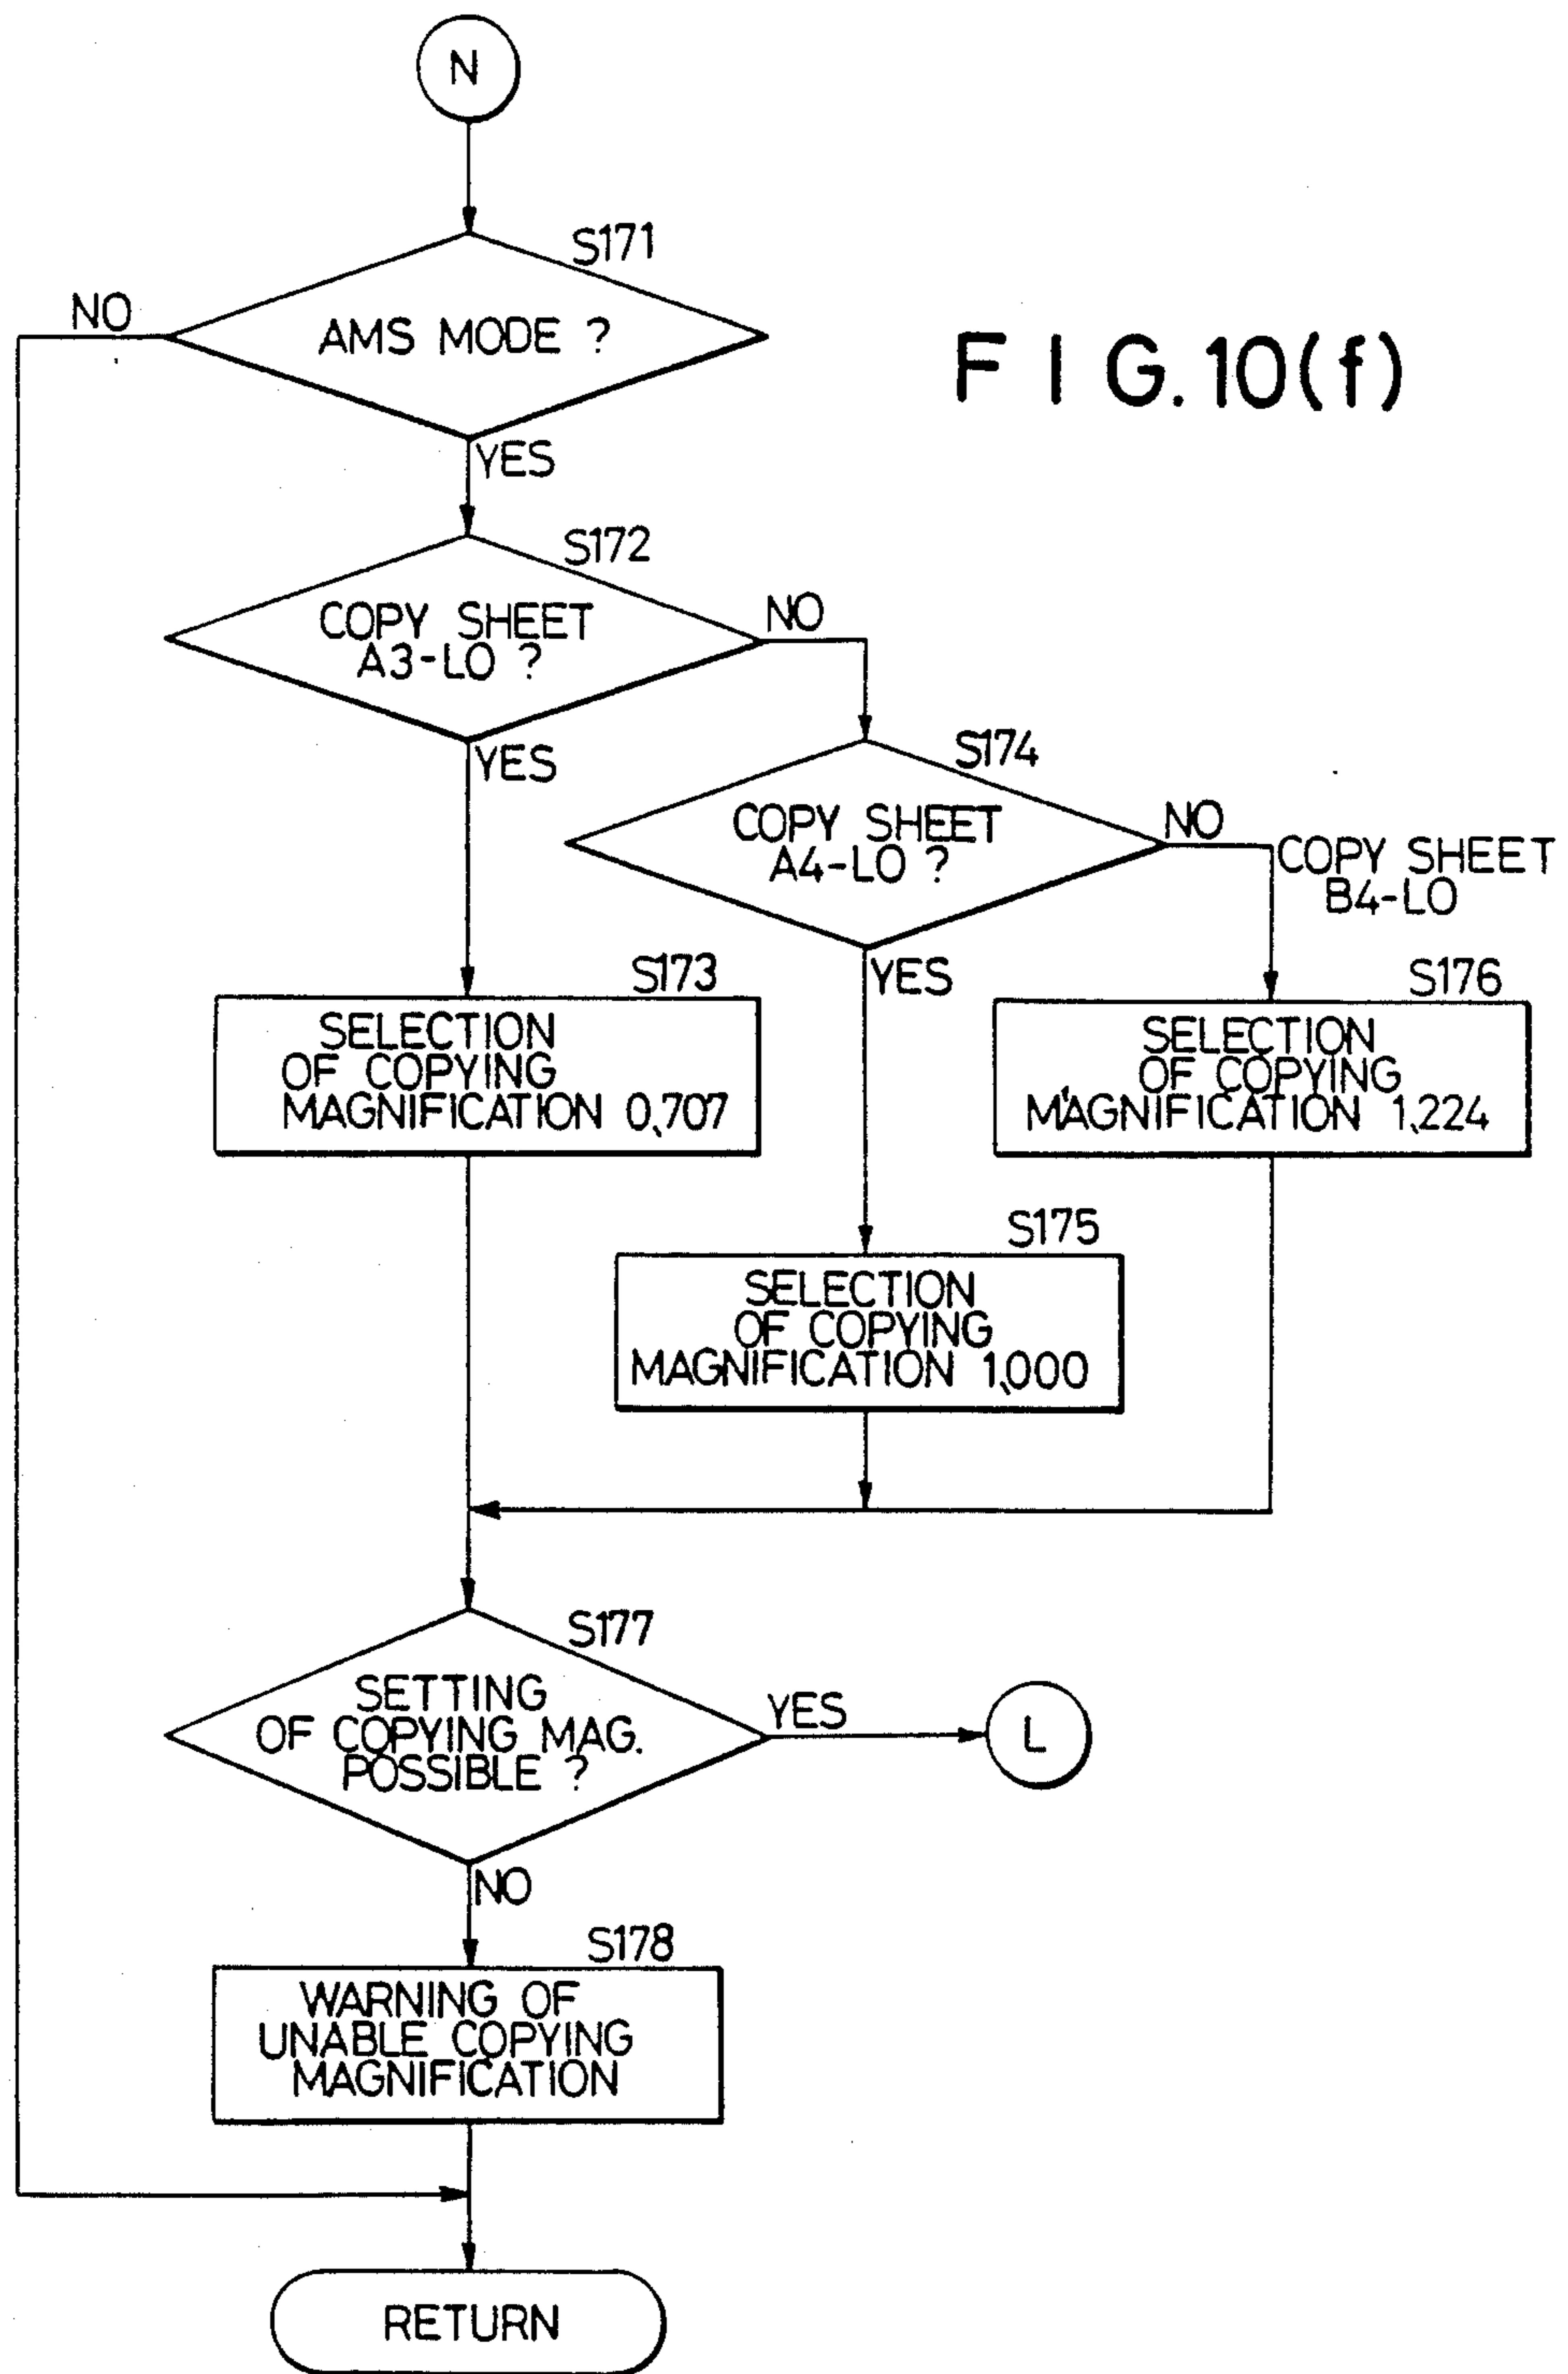 N
S171
NO
AMS MODE ?
F I G. 10(f)
YES
S172
COPY SHEET
A3-LO ?
NO
YES
S174
COPY SHEET
A4-LO ?
NO
COPY SHEET
B4-LO
YES
S173
SELECTION
OF COPYING
MAGNIFICATION 0,707
S176
SELECTION
OF COPYING
MAGNIFICATION 1,224
S175
SELECTION
OF COPYING
MAGNIFICATION 1,000
S177
SETTING
OF COPYING MAG.
POSSIBLE ?
YES
L
NO
S178
WARNING OF
UNABLE COPYING
MAGNIFICATION
RETURN